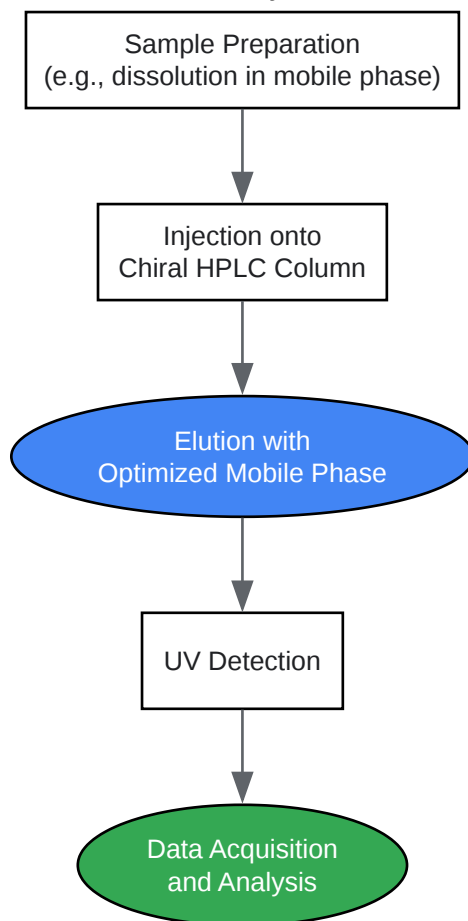 Sample Preparation
(e.g., dissolution in mobile phase)
Injection onto
Chiral HPLC Column
Elution with
Optimized Mobile Phase
UV Detection
Data Acquisition
and Analysis